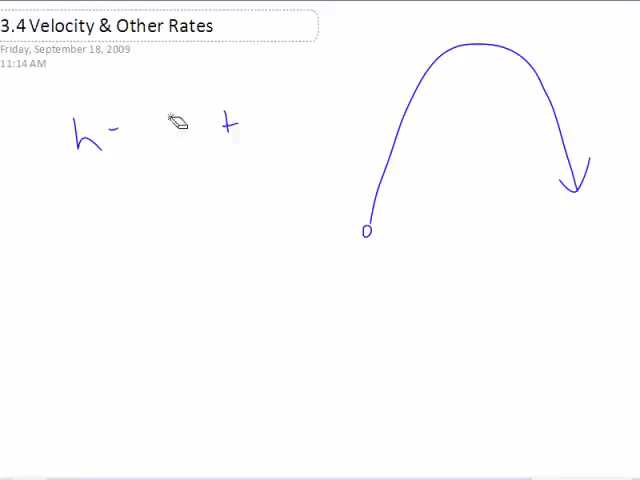 3.4 Velocity & Other Rates
Friday, September 18, 2009
11:14 AM
h - +
0